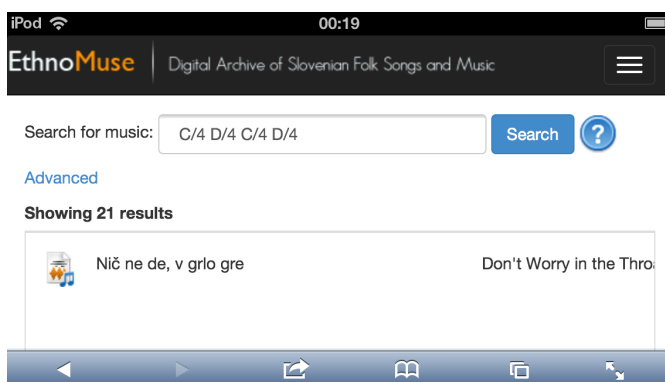 iPod 00:19
EthnoMuse Digital Archive of Slovenian Folk Songs and Music
Search for music: C/4 D/4 C/4 D/4 Search ?
Advanced
Showing 21 results
Nič ne de, v grlo gre Don't Worry in the Throa